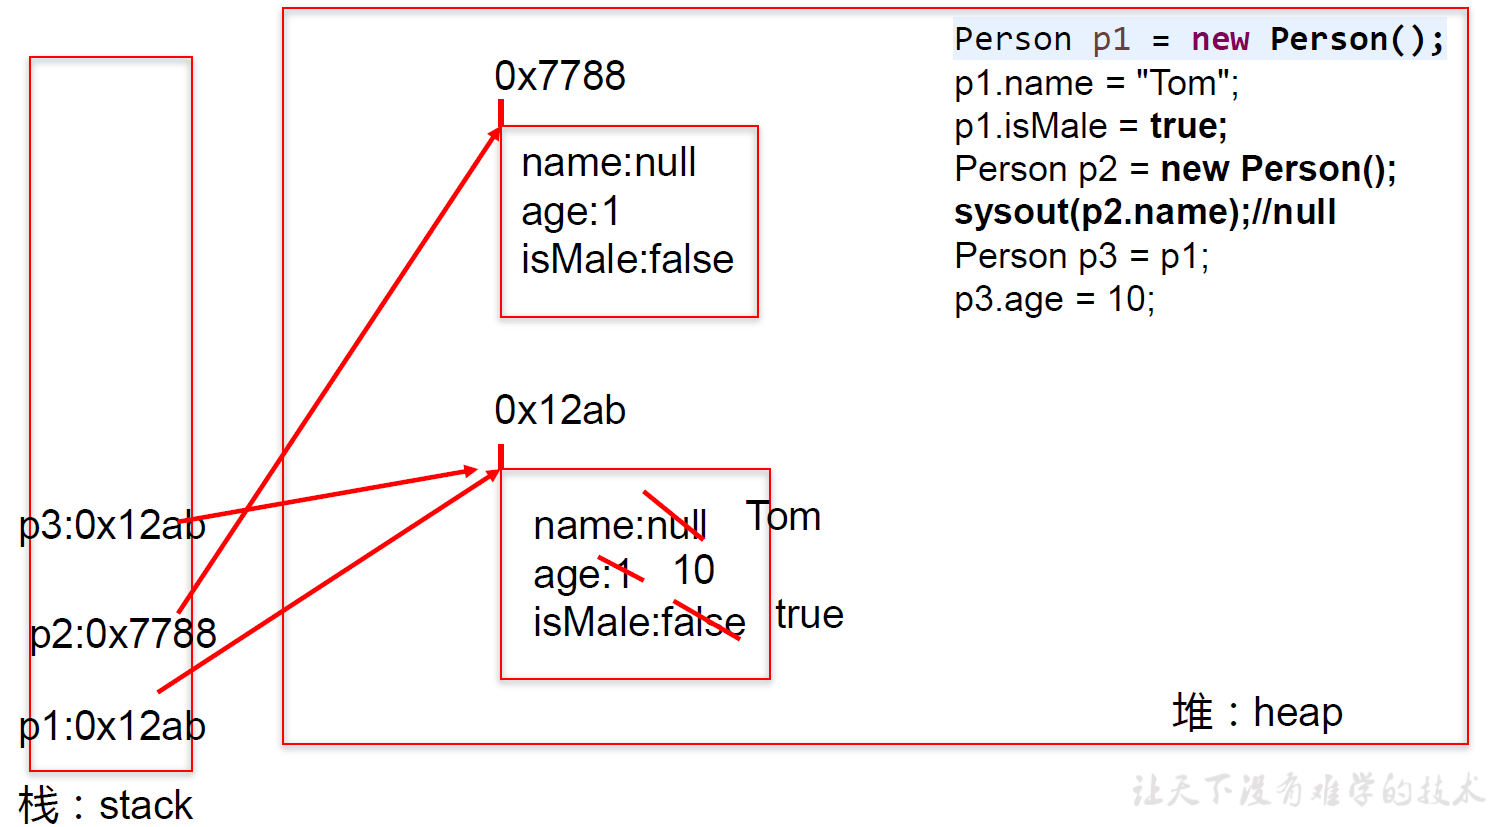 Person p1 = new Person();
p1.name = "Tom";
p1.isMale = true;
Person p2 = new Person();
sysout(p2.name);//null
Person p3 = p1;
p3.age = 10;
0x7788
name:null
age:1
isMale:false
0x12ab
name:null Tom
age:1 10
isMale:false true
p3:0x12ab
p2:0x7788
p1:0x12ab
栈：stack
堆：heap
让天下没有难学的技术